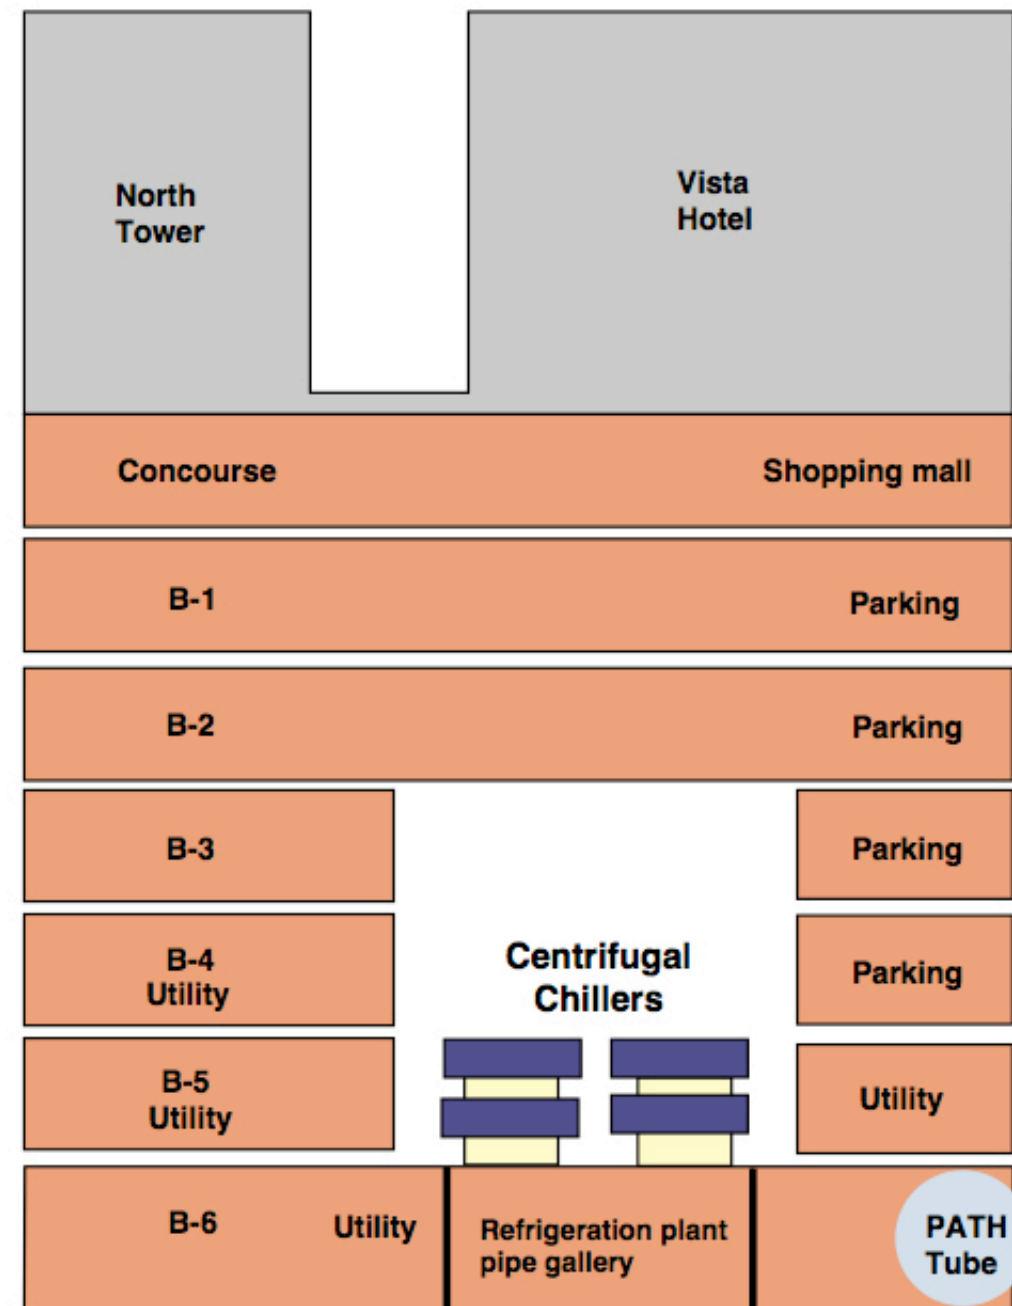 North
Tower
Vista
Hotel
Concourse
Shopping mall
B-1
Parking
B-2
Parking
B-3
Parking
B-4
Utility
Parking
Centrifugal
Chillers
B-5
Utility
Utility
B-6
Utility
Refrigeration plant
pipe gallery
PATH
Tube